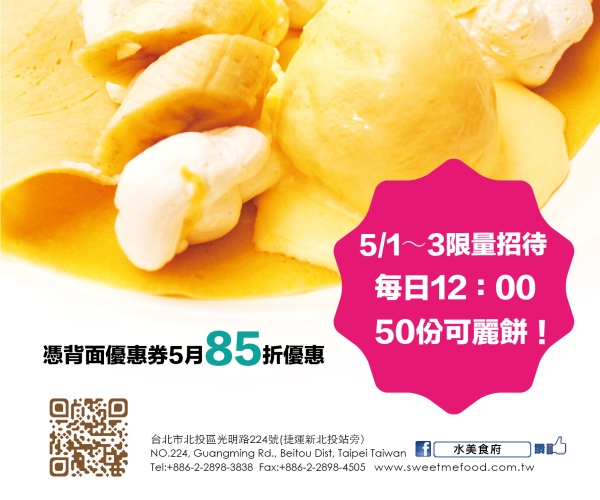 5/1～3限量招待
每日12：00
50份可麗餅！
憑背面優惠券5月85折優惠
台北市北投區光明路224號(捷運新北投站旁)
NO.224, Guangming Rd., Beitou Dist, Taipei Taiwan
Tel:+886-2-2898-3838 Fax:+886-2-2898-4505 www.sweetmefood.com.tw
f 水美食府 讚